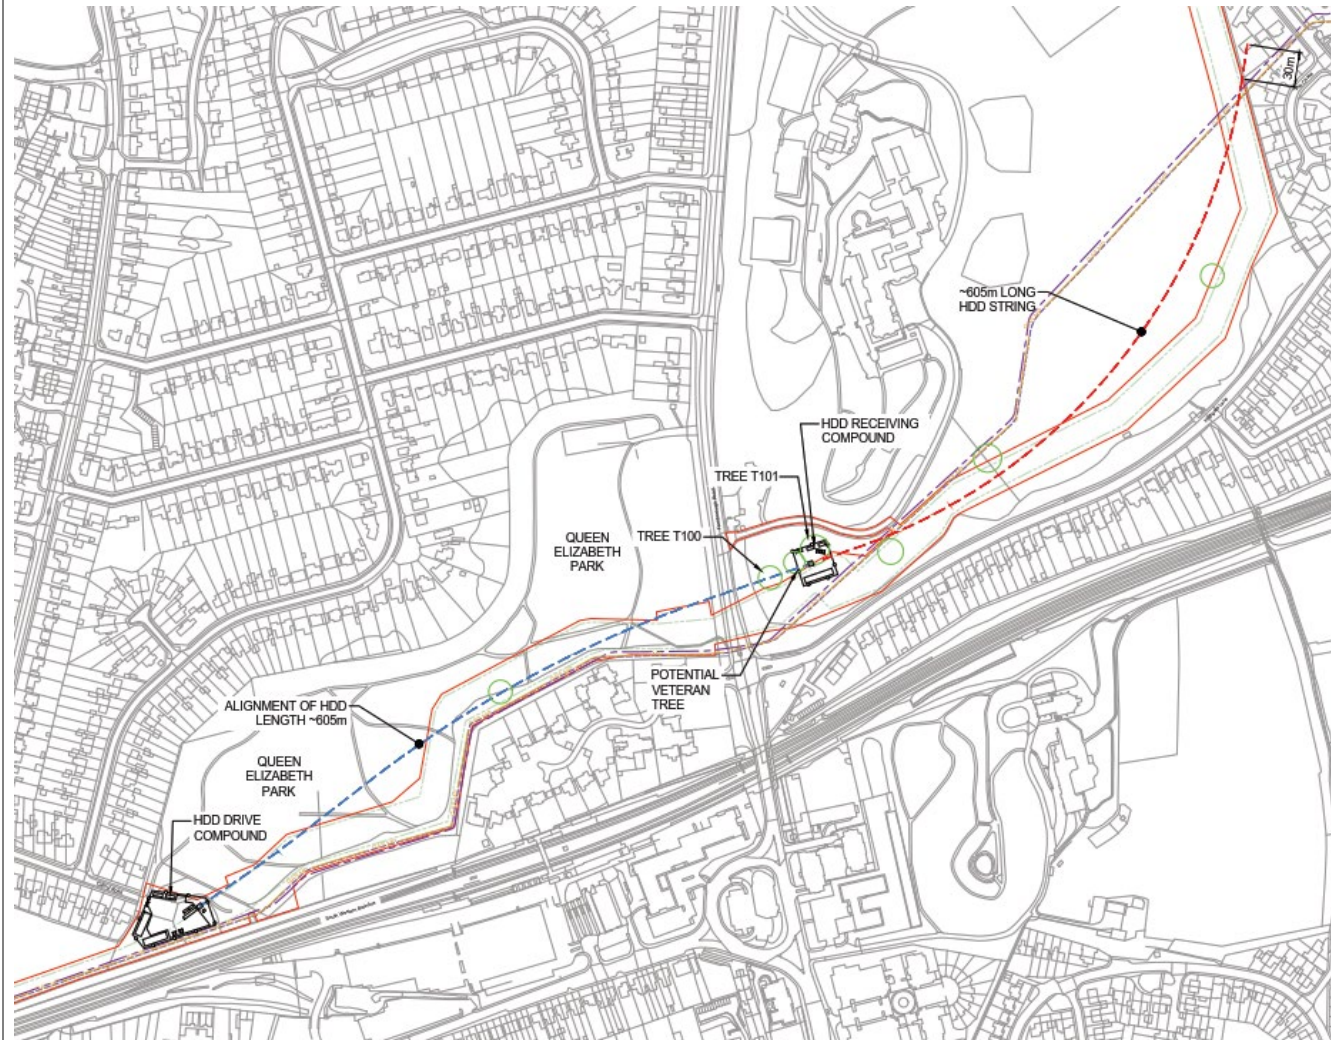 30m
~605m LONG
HDD STRING
HDD RECEIVING
COMPOUND
TREE T101
TREE T100
QUEEN
ELIZABETH
PARK
POTENTIAL
VETERAN
TREE
ALIGNMENT OF HDD
LENGTH ~605m
QUEEN
ELIZABETH
PARK
HDD DRIVE
COMPOUND